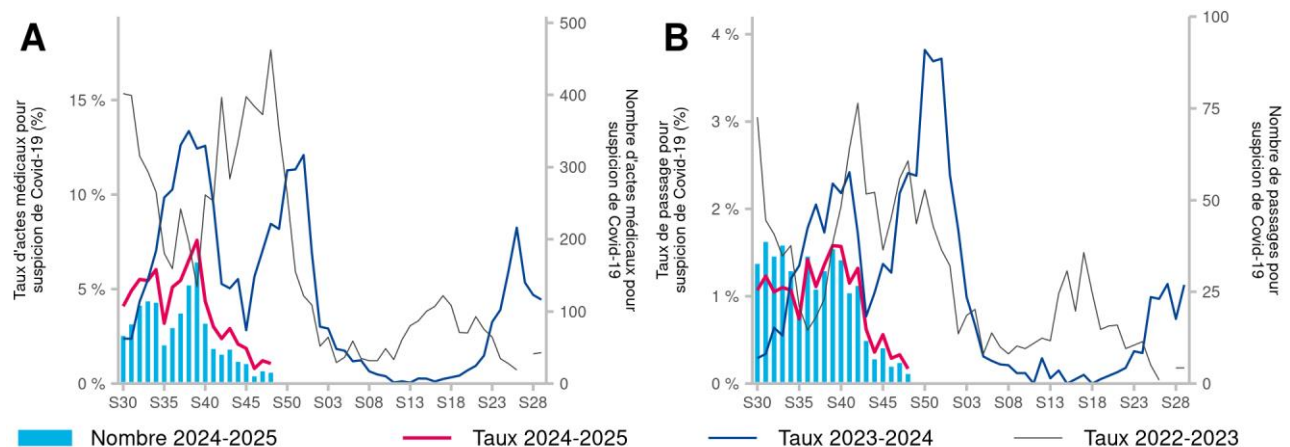 A
Taux d'actes médicaux pour
suspicion de Covid-19 (%)
15 %
10 %
5 %
0 %
500
400
300
200
100
0
Nombre d'actes médicaux pour
suspicion de Covid-19
S30 S35 S40 S45 S50 S03 S08 S13 S18 S23 S28
B
Taux de passage pour
suspicion de Covid-19 (%)
4 %
3 %
2 %
1 %
0 %
100
75
50
25
0
Nombre de passages pour
suspicion de Covid-19
S30 S35 S40 S45 S50 S03 S08 S13 S18 S23 S28
Nombre 2024-2025 Taux 2024-2025 Taux 2023-2024 Taux 2022-2023